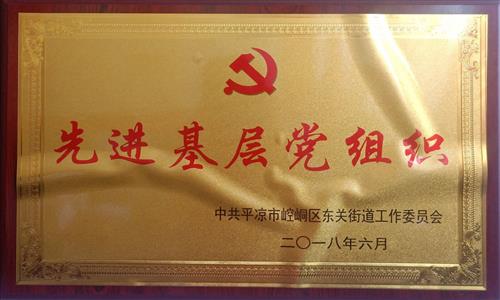 先进基层党组织
中共平凉市崆峒区东关街道工作委员会
二〇一八年六月